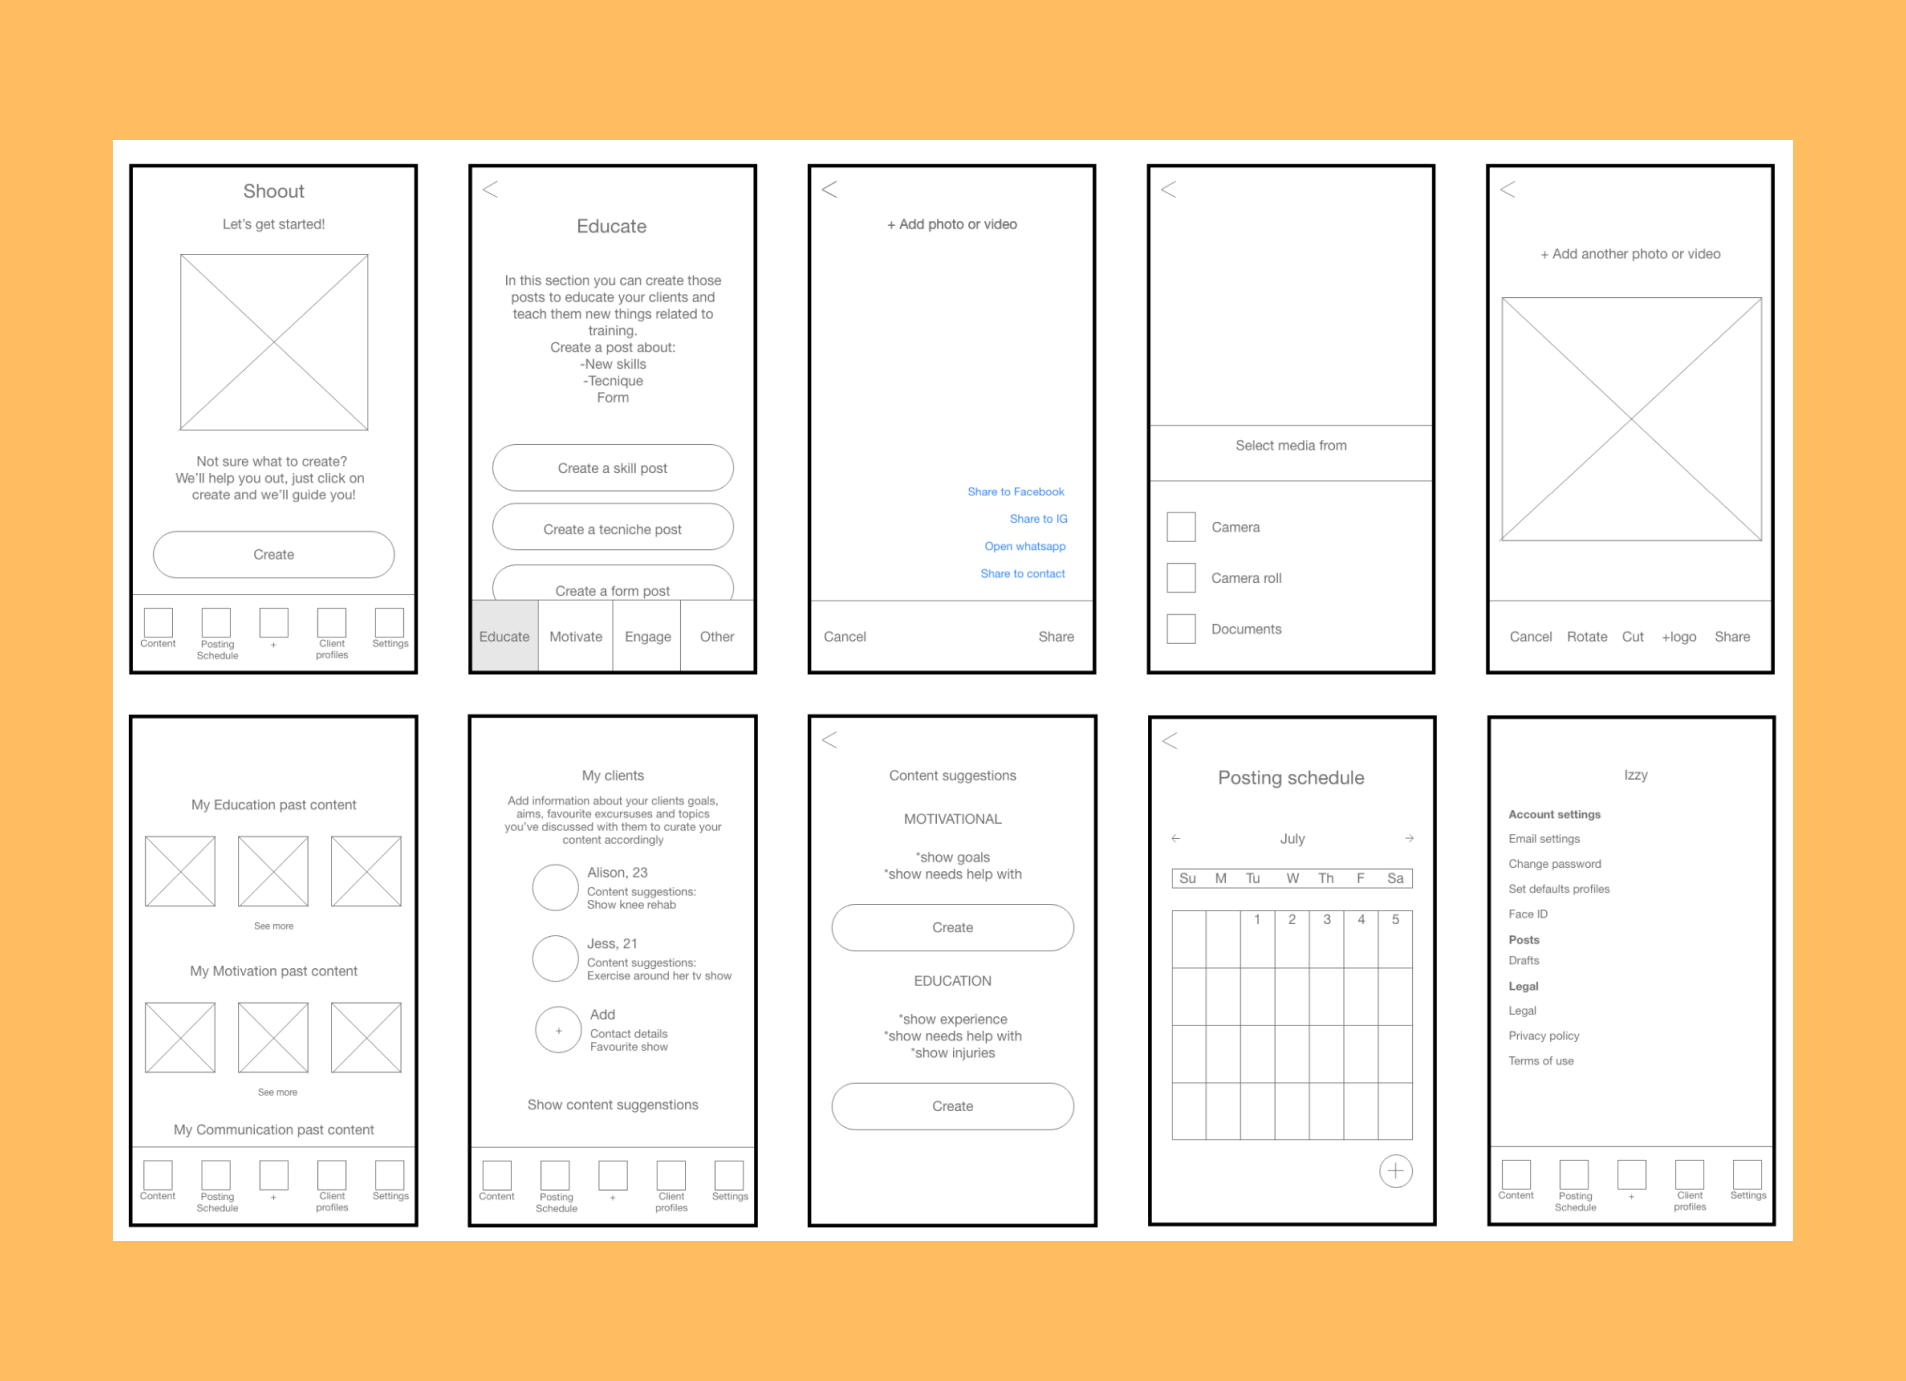 Shoout
Let's get started!
Not sure what to create?
We'll help you out, just click on
create and we'll guide you!
Create
Content
Posting
Schedule
+
Client
profiles
Settings
<
Educate
In this section you can create those
posts to educate your clients and
teach them new things related to
training.
Create a post about:
-New skills
-Tecnique
Form
Create a skill post
Create a tecniche post
Create a form post
Educate
Motivate
Engage
Other
<
+ Add photo or video
Share to Facebook
Share to IG
Open whatsapp
Share to contact
Cancel
Share
<
Select media from
Camera
Camera roll
Documents
<
+ Add another photo or video
Cancel
Rotate
Cut
+logo
Share
My Education past content
See more
My Motivation past content
See more
My Communication past content
Content
Posting
Schedule
+
Client
profiles
Settings
My clients
Add information about your clients goals,
aims, favourite excursuses and topics
you've discussed with them to curate your
content accordingly
Alison, 23
Content suggestions:
Show knee rehab
Jess, 21
Content suggestions:
Exercise around her tv show
+
Add
Contact details
Favourite show
Show content suggenstions
Content
Posting
Schedule
+
Client
profiles
Settings
<
Content suggestions
MOTIVATIONAL
*show goals
*show needs help with
Create
EDUCATION
*show experience
*show needs help with
*show injuries
Create
<
Posting schedule
← July →
Su M Tu W Th F Sa
1 2 3 4 5
+
Izzy
Account settings
Email settings
Change password
Set defaults profiles
Face ID
Posts
Drafts
Legal
Legal
Privacy policy
Terms of use
Content
Posting
Schedule
+
Client
profiles
Settings